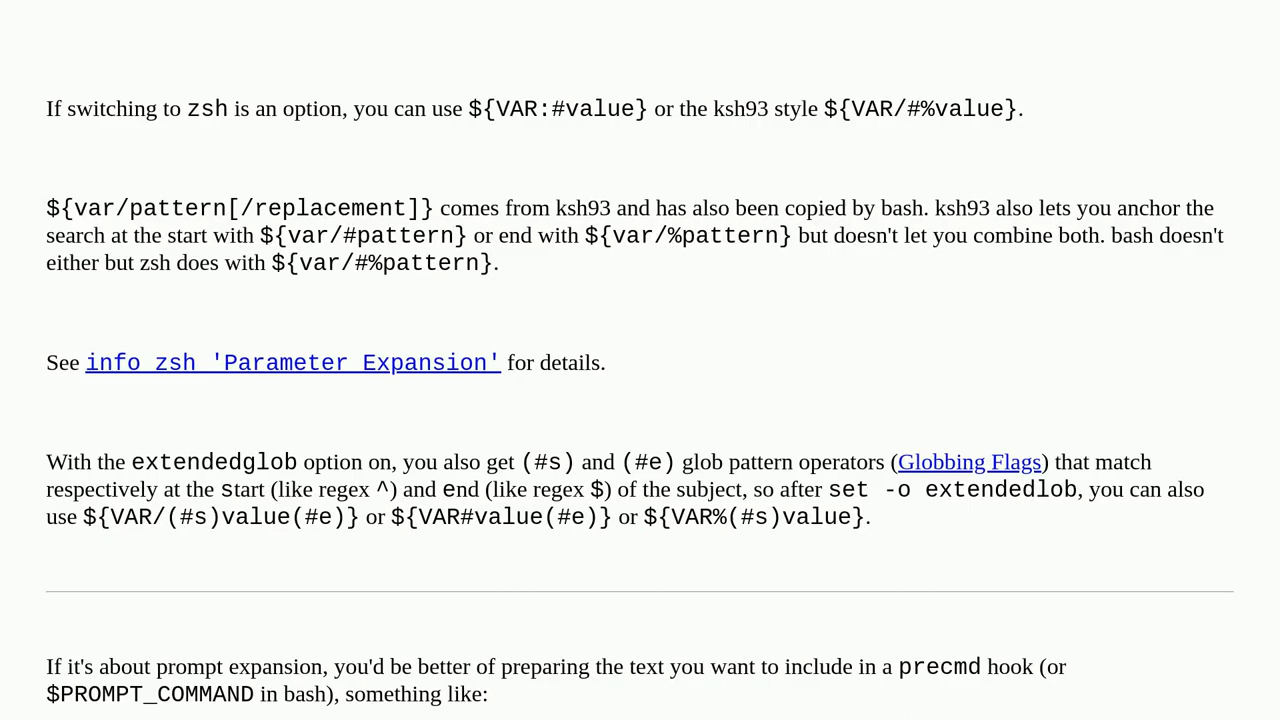 If switching to zsh is an option, you can use ${VAR:#value} or the ksh93 style ${VAR/#%value}.
${var/pattern[/replacement]} comes from ksh93 and has also been copied by bash. ksh93 also lets you anchor the
search at the start with ${var/#pattern} or end with ${var/%pattern} but doesn't let you combine both. bash doesn't
either but zsh does with ${var/#%pattern}.
See info zsh 'Parameter Expansion' for details.
With the extendedglob option on, you also get (#s) and (#e) glob pattern operators (Globbing Flags) that match
respectively at the start (like regex ^) and end (like regex $) of the subject, so after set -o extendedlob, you can also
use ${VAR/(#s)value(#e)} or ${VAR#value(#e)} or ${VAR%(#s)value}.
If it's about prompt expansion, you'd be better of preparing the text you want to include in a precmd hook (or
$PROMPT_COMMAND in bash), something like: